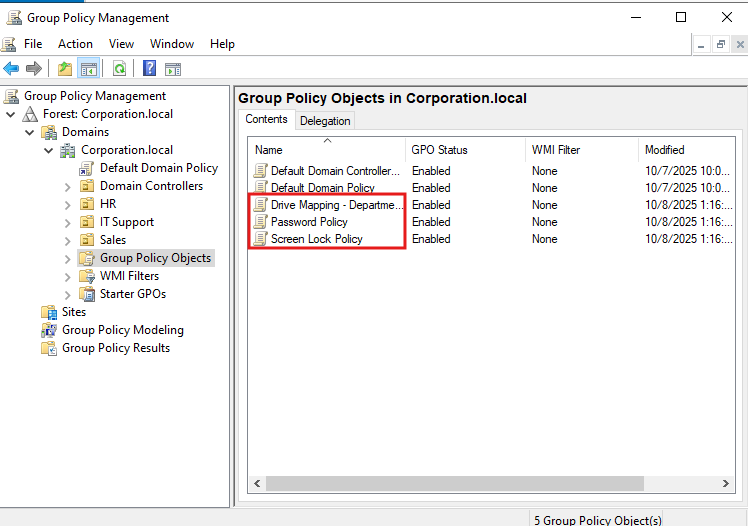 Group Policy Management
File Action View Window Help
Group Policy Management
Forest: Corporation.local
Domains
Corporation.local
Default Domain Policy
Domain Controllers
HR
IT Support
Sales
Group Policy Objects
WMI Filters
Starter GPOs
Sites
Group Policy Modeling
Group Policy Results
Group Policy Objects in Corporation.local
Contents Delegation
Name GPO Status WMI Filter Modified
Default Domain Controller... Enabled None 10/7/2025 10:0...
Default Domain Policy Enabled None 10/7/2025 10:0...
Drive Mapping - Departme... Enabled None 10/8/2025 1:16:...
Password Policy Enabled None 10/8/2025 1:16:...
Screen Lock Policy Enabled None 10/8/2025 1:16:...
5 Group Policy Object(s)